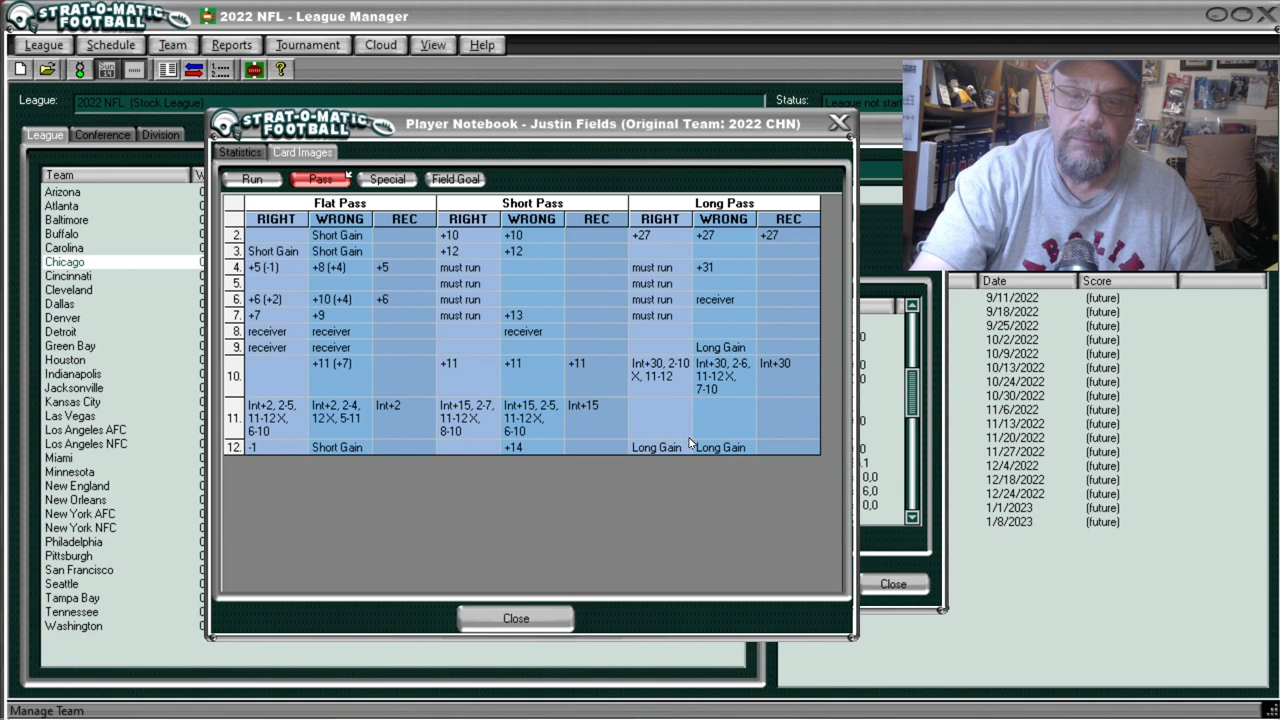 STRAT-O-MATIC FOOTBALL 2022 NFL - League Manager
League Schedule Team Reports Tournament Cloud View Help
League: 2022 NFL (Stock League) Status: League not start
League Conference Division
STRAT-O-MATIC FOOTBALL Player Notebook - Justin Fields (Original Team: 2022 CHN)
Statistics Card Images
Run Pass Special Field Goal
Flat Pass Short Pass Long Pass
RIGHT WRONG REC RIGHT WRONG REC RIGHT WRONG REC
2. Short Gain +10 +10 +27 +27 +27
3. Short Gain Short Gain +12 +12
4. +5 (-1) +8 (+4) +5 must run must run +31
5. must run must run
6. +6 (+2) +10 (+4) +6 must run must run receiver
7. +7 +9 must run +13 must run
8. receiver receiver receiver
9. receiver receiver Long Gain
10. +11 (+7) +11 +11 +11 Int+30, 2-10 X, 11-12 Int+30, 2-6, 11-12 X, 7-10 Int+30
11. Int+2, 2-5, 11-12 X, 6-10 Int+2, 2-4, 12 X, 5-11 Int+2 Int+15, 2-7, 11-12 X, 8-10 Int+15, 2-5, 11-12 X, 6-10 Int+15
12. -1 Short Gain +14 Long Gain Long Gain
Close
Team W
Arizona
Atlanta
Baltimore
Buffalo
Carolina
Chicago
Cincinnati
Cleveland
Dallas
Denver
Detroit
Green Bay
Houston
Indianapolis
Jacksonville
Kansas City
Las Vegas
Los Angeles AFC
Los Angeles NFC
Miami
Minnesota
New England
New Orleans
New York AFC
New York NFC
Philadelphia
Pittsburgh
San Francisco
Seattle
Tampa Bay
Tennessee
Washington
0,0
6,0
0,0
Close
Date Score
9/11/2022 (future)
9/18/2022 (future)
9/25/2022 (future)
10/2/2022 (future)
10/9/2022 (future)
10/13/2022 (future)
10/24/2022 (future)
10/30/2022 (future)
11/6/2022 (future)
11/13/2022 (future)
11/20/2022 (future)
11/27/2022 (future)
12/4/2022 (future)
12/18/2022 (future)
12/24/2022 (future)
1/1/2023 (future)
1/8/2023 (future)
Manage Team